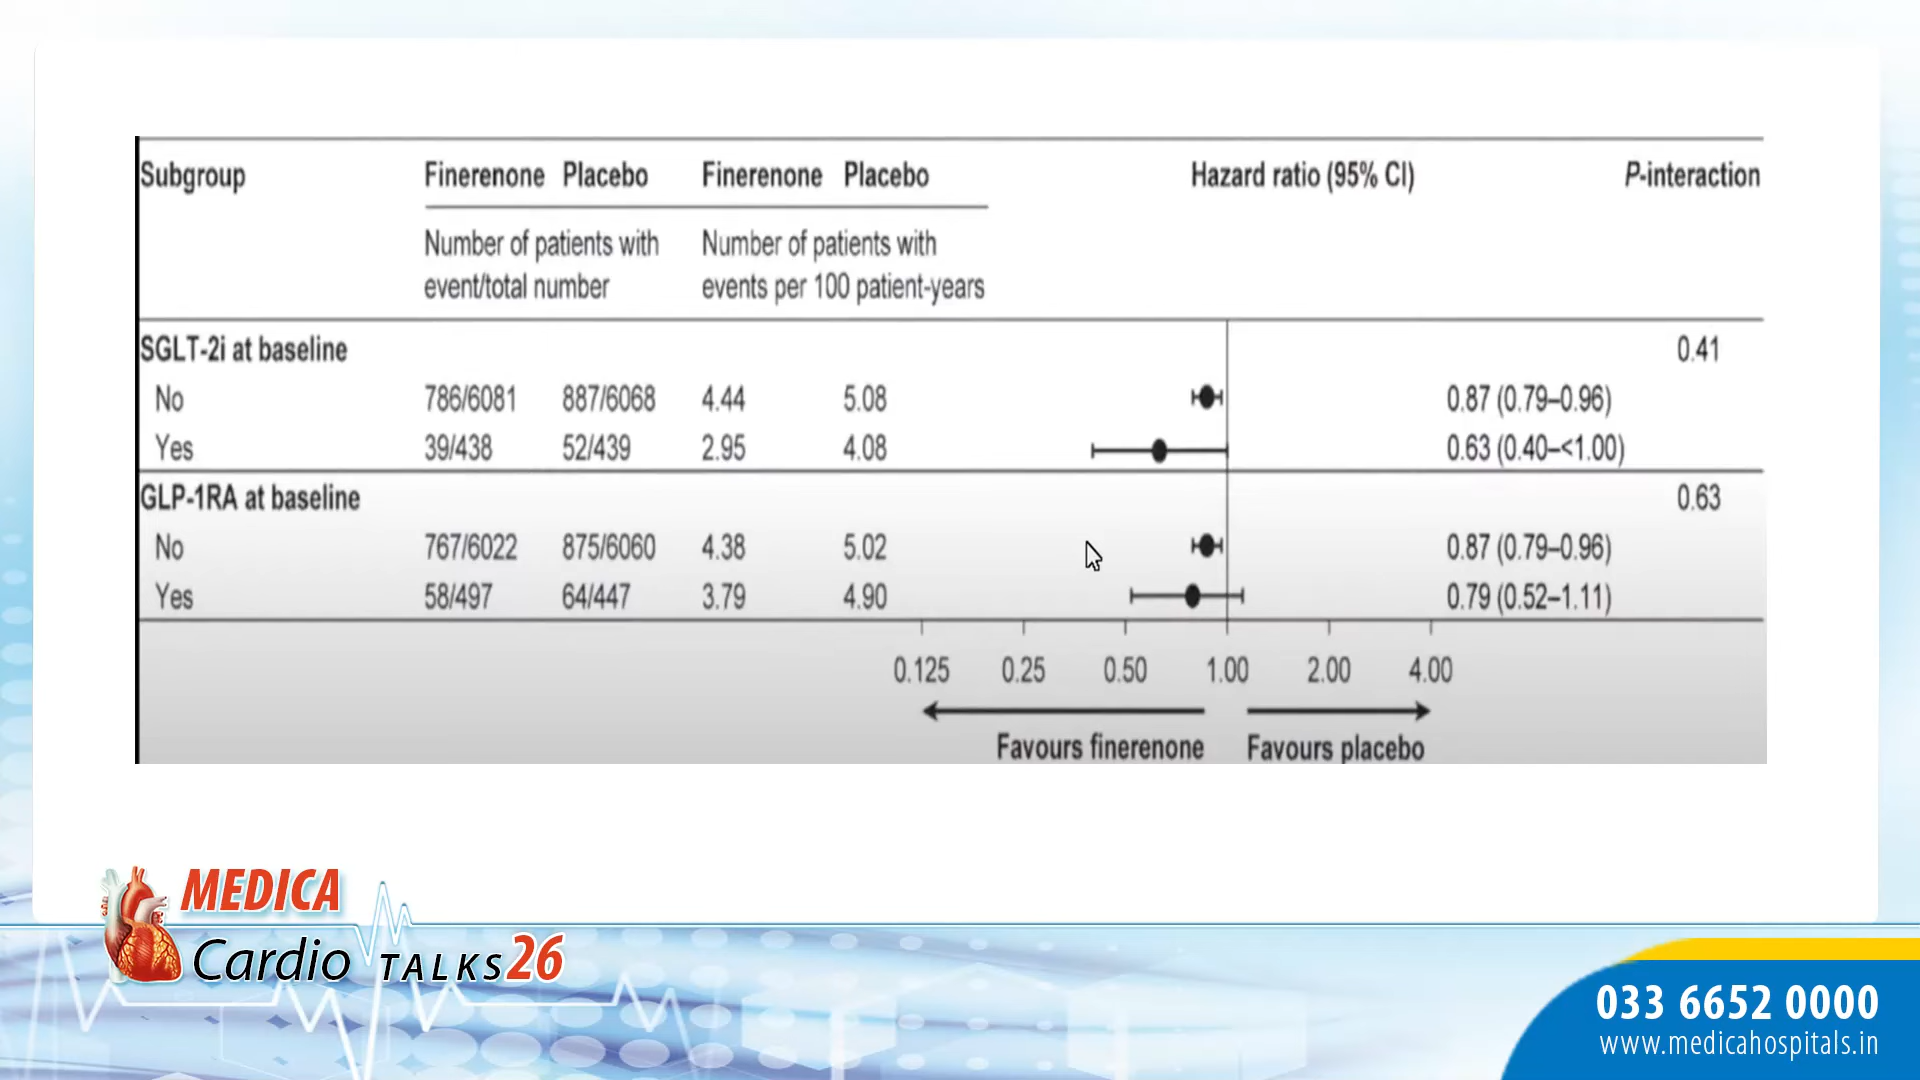 Subgroup Finerenone Placebo Finerenone Placebo Hazard ratio (95% CI) P-interaction
Number of patients with Number of patients with
event/total number events per 100 patient-years
SGLT-2i at baseline 0.41
No 786/6081 887/6068 4.44 5.08 0.87 (0.79–0.96)
Yes 39/438 52/439 2.95 4.08 0.63 (0.40–<1.00)
GLP-1RA at baseline 0.63
No 767/6022 875/6060 4.38 5.02 0.87 (0.79–0.96)
Yes 58/497 64/447 3.79 4.90 0.79 (0.52–1.11)
0.125 0.25 0.50 1.00 2.00 4.00
Favours finerenone Favours placebo
MEDICA
Cardio TALKS26
033 6652 0000
www.medicahospitals.in